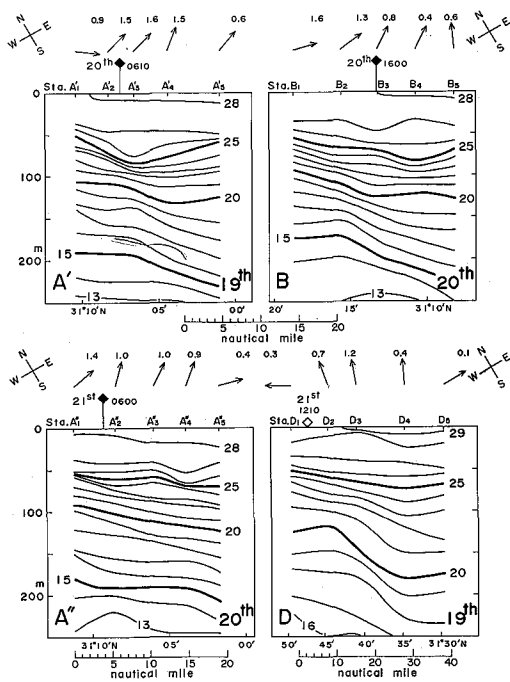 N E S W
0.9 1.5 1.6 1.5 0.6
20th 0610
Sta. A'1 A'2 A'3 A'4 A'5
0 100 m 200
28
25
20
15
13
A' 19th
31°10'N 05' 00'
N E S W
1.6 1.3 0.8 0.4 0.6
20th 1600
Sta. B1 B2 B3 B4 B5
28
25
20
15
13
B 20th
20' 15' 31°10'N
0 5 10 15 20
nautical mile
N E S W
1.4 1.0 1.0 0.9 0.4
21st 0600
Sta. A"1 A"2 A"3 A"4 A"5
0 100 m 200
28
25
20
15
13
A" 20th
31°10'N 05' 00'
0 5 10 15 20
nautical mile
0.3 0.7 1.2 0.4 0.1
N E S W
21st
1210
Sta. D1 D2 D3 D4 D5
29
25
20
16
D 19th
50' 45' 40' 35' 31°30'N
0 10 20 30 40
nautical mile